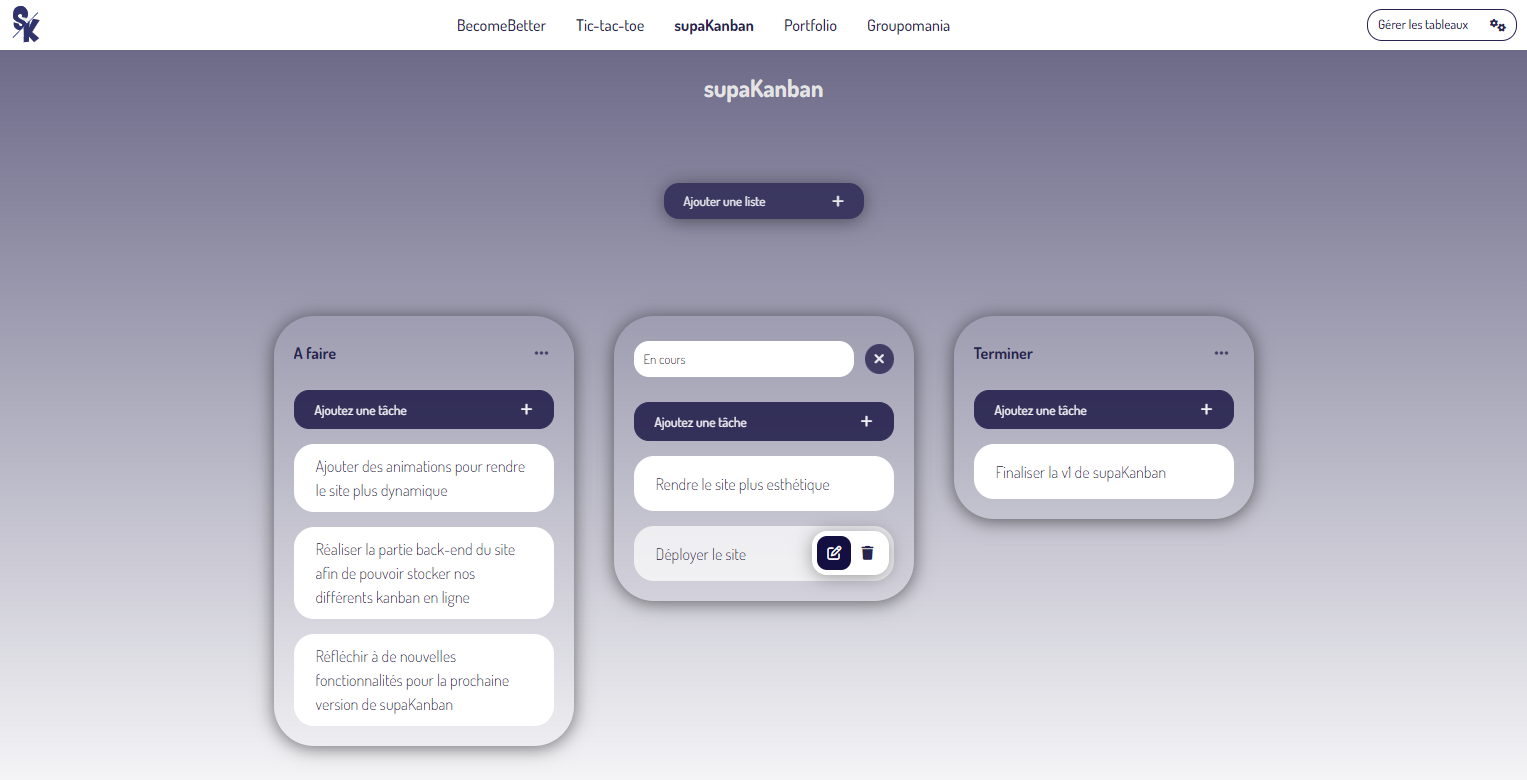 SK
BecomeBetter Tic-tac-toe supaKanban Portfolio Groupomania Gérer les tableaux
supaKanban
Ajouter une liste
A faire
Ajoutez une tâche
Ajouter des animations pour rendre
le site plus dynamique
Réaliser la partie back-end du site
afin de pouvoir stocker nos
différents kanban en ligne
Réfléchir à de nouvelles
fonctionnalités pour la prochaine
version de supaKanban
En cours
Ajoutez une tâche
Rendre le site plus esthétique
Déployer le site
Terminer
Ajoutez une tâche
Finaliser la v1 de supaKanban